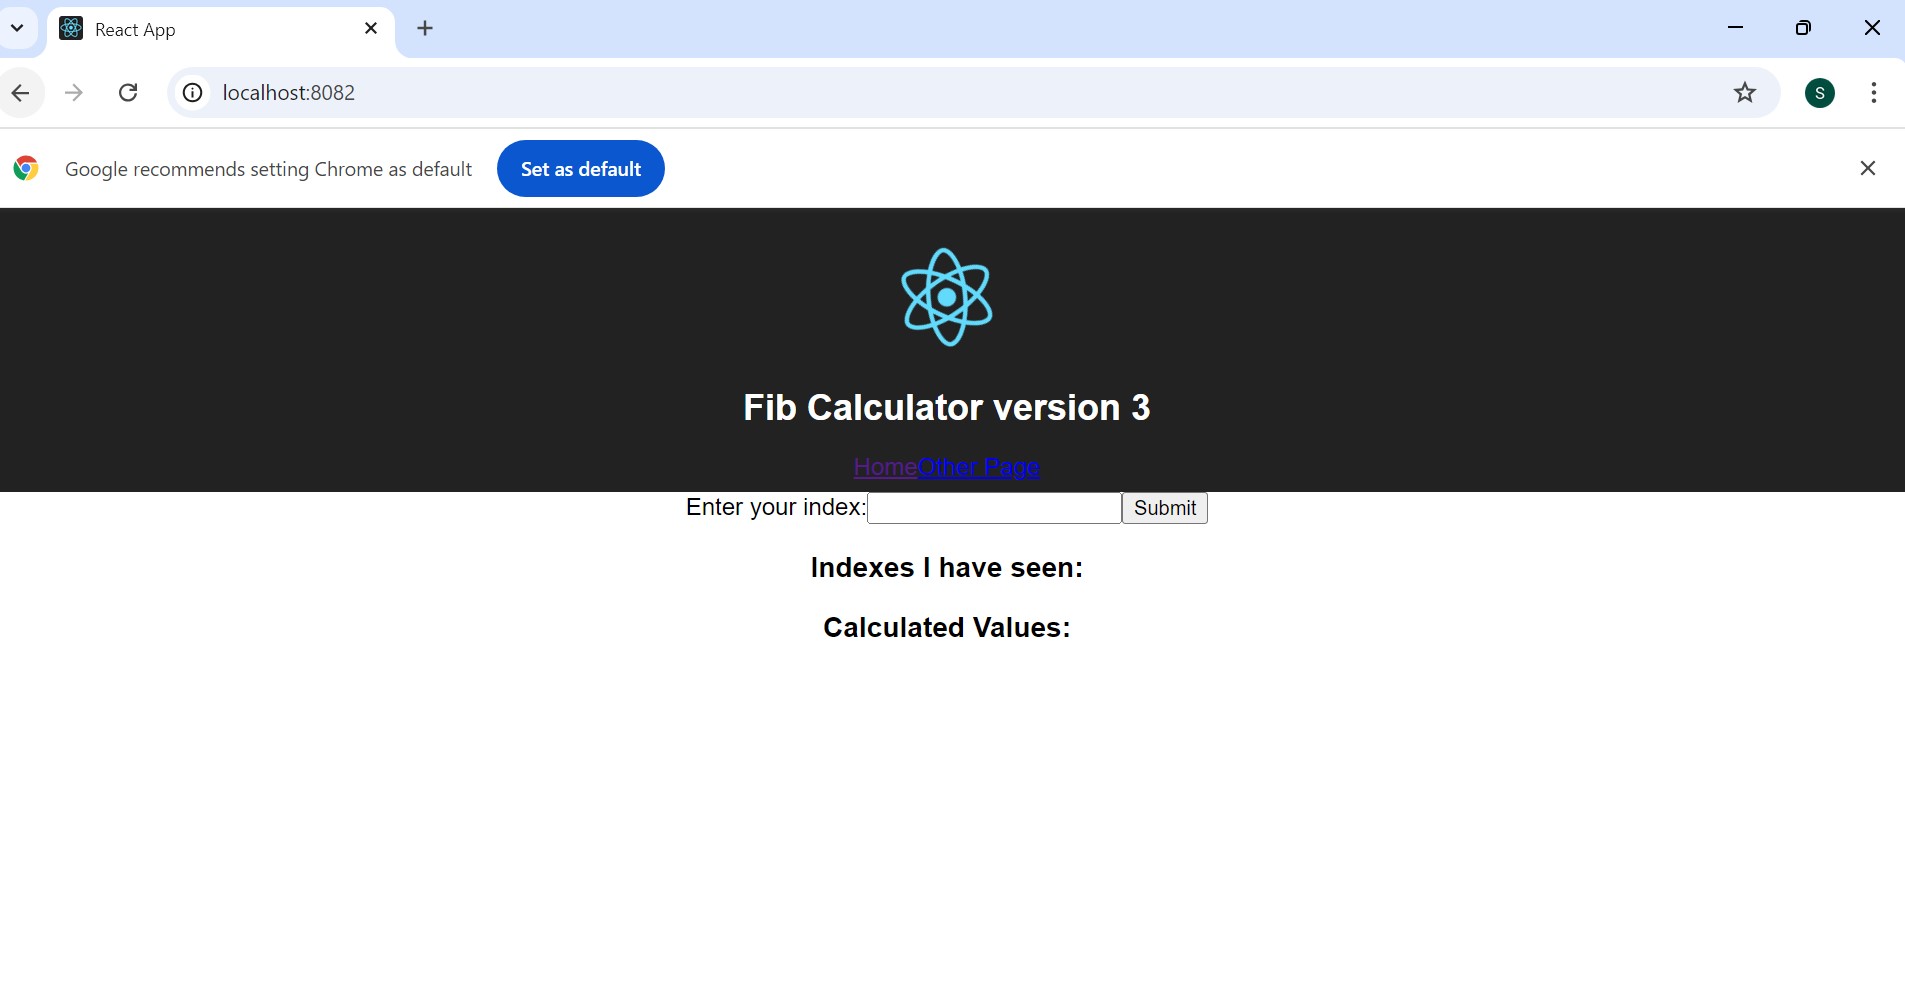 React App
localhost:8082
S
Google recommends setting Chrome as default Set as default
Fib Calculator version 3
HomeOther Page
Enter your index: Submit
Indexes I have seen:
Calculated Values: